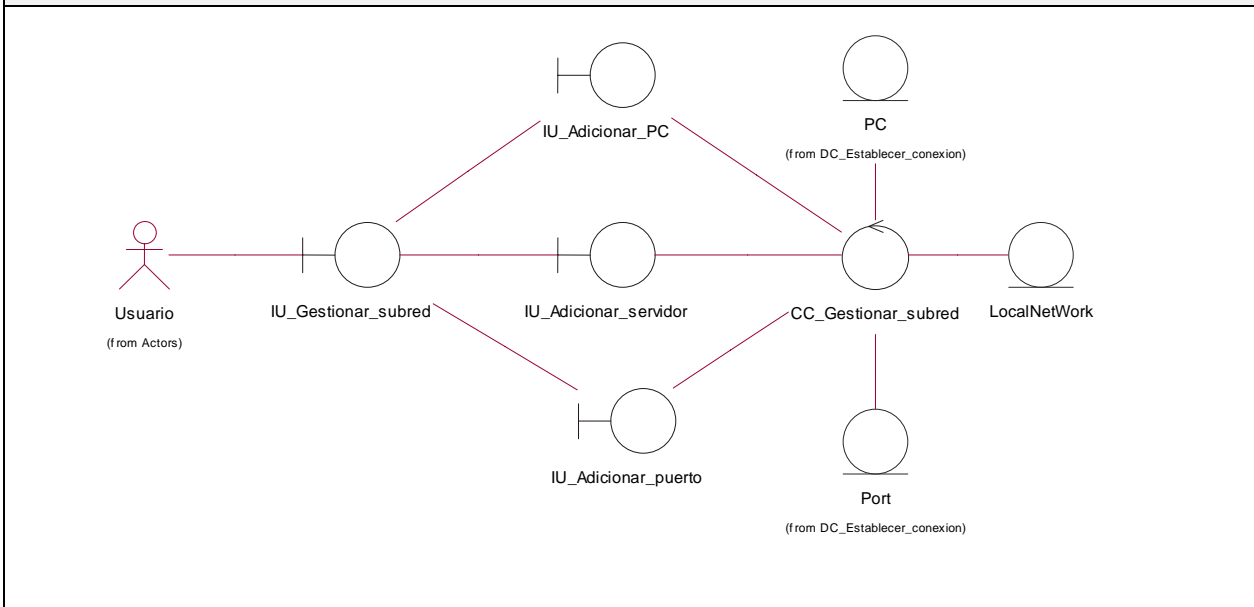 IU_Adicionar_PC
PC
(from DC_Establecer_conexion)
Usuario
(from Actors)
IU_Gestionar_subred
IU_Adicionar_servidor
CC_Gestionar_subred
LocalNetWork
IU_Adicionar_puerto
Port
(from DC_Establecer_conexion)